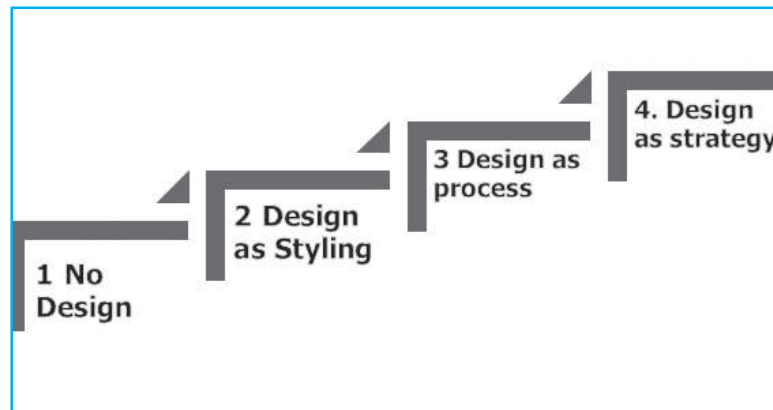 1 No
Design
2 Design
as Styling
3 Design as
process
4. Design
as strategy